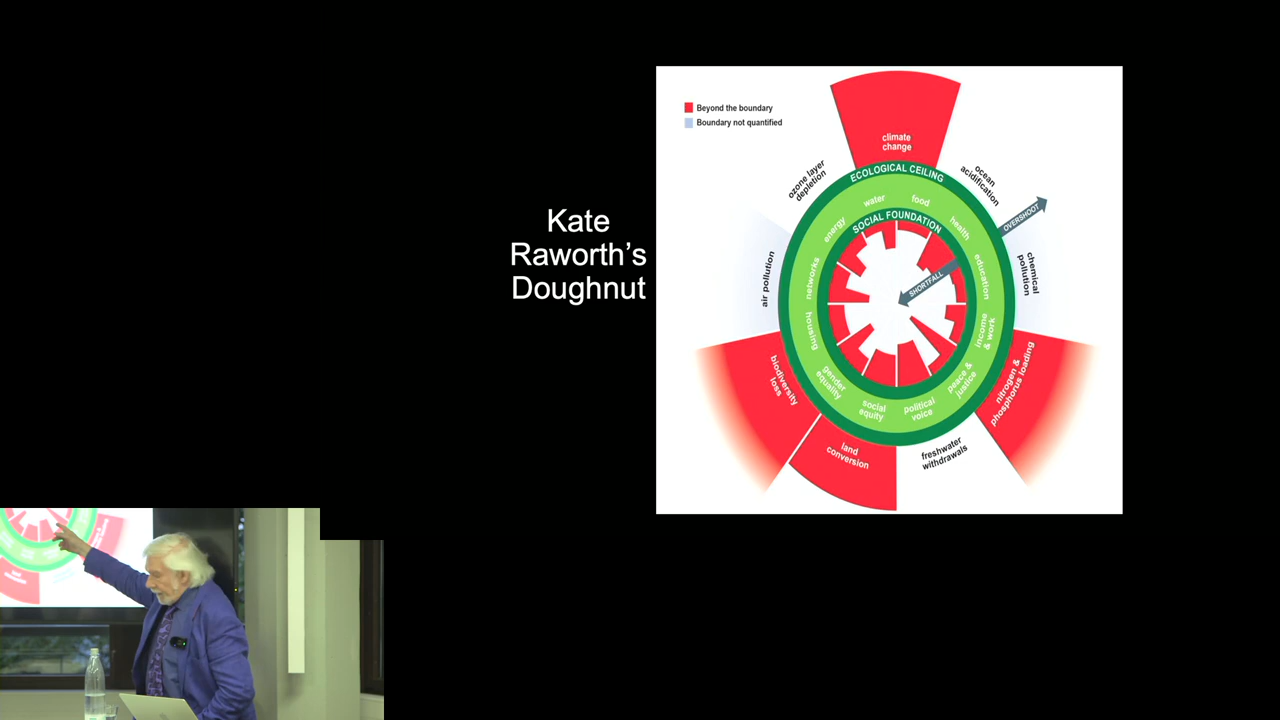 Kate
Raworth’s
Doughnut
Beyond the boundary
Boundary not quantified
climate
change
ozone layer
depletion
ocean
acidification
ECOLOGICAL CEILING
OVERSHOOT
water
food
energy
health
SOCIAL FOUNDATION
air pollution
networks
education
chemical
pollution
SHORTFALL
housing
income
& work
biodiversity
loss
gender
equality
social
equity
political
voice
peace &
justice
nitrogen &
phosphorus loading
land
conversion
freshwater
withdrawals